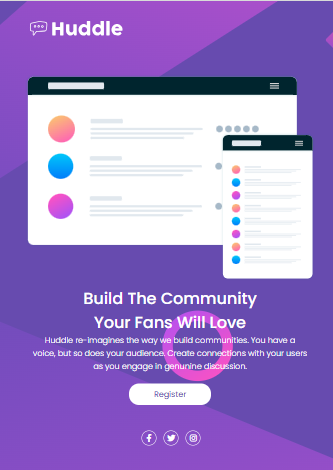 Huddle
Build The Community
Your Fans Will Love
Huddle re-imagines the way we build communities. You have a
voice, but so does your audience. Create connections with your users
as you engage in genunine discussion.
Register